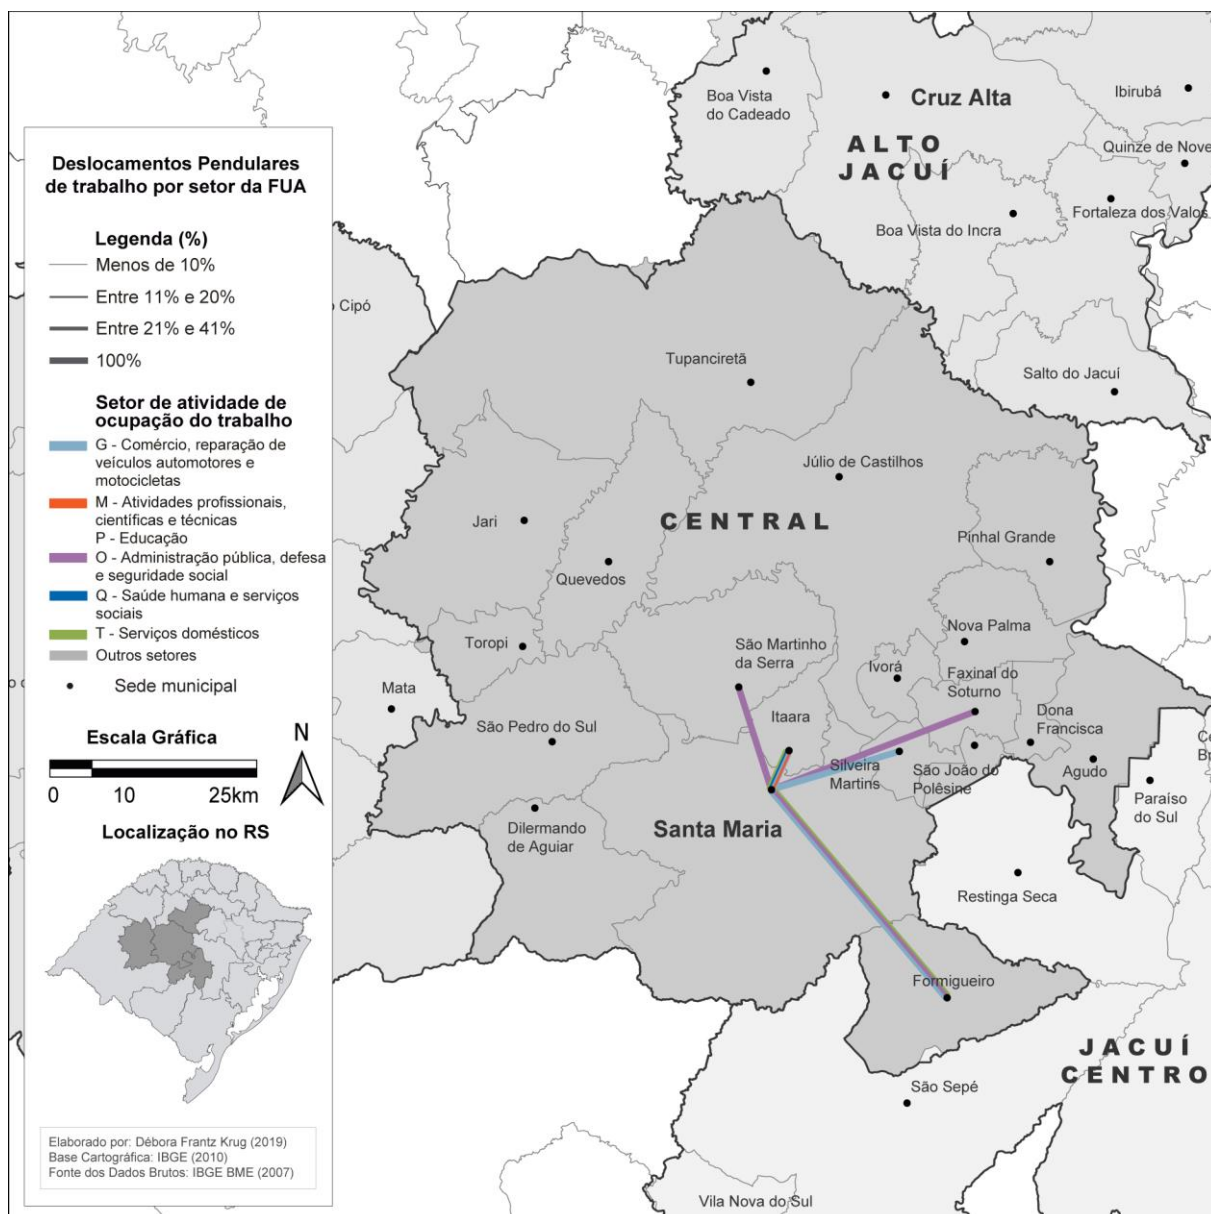 Deslocamentos Pendulares
de trabalho por setor da FUA
Legenda (%)
Menos de 10%
Entre 11% e 20%
Entre 21% e 41%
100%
Setor de atividade de
ocupação do trabalho
G - Comércio, reparação de
veículos automotores e
motocicletas
M - Atividades profissionais,
científicas e técnicas
P - Educação
O - Administração pública, defesa
e seguridade social
Q - Saúde humana e serviços
sociais
T - Serviços domésticos
Outros setores
Sede municipal
Escala Gráfica
N
0 10 25km
Localização no RS
Elaborado por: Débora Frantz Krug (2019)
Base Cartográfica: IBGE (2010)
Fonte dos Dados Brutos: IBGE BME (2007)
Boa Vista
do Cadeado
Cruz Alta
Ibirubá
ALTO
JACUÍ
Quinze de Nove
Boa Vista do Incra
Fortaleza dos Valos
Cipó
Tupanciretã
Salto do Jacuí
Júlio de Castilhos
Jari
CENTRAL
Pinhal Grande
Quevedos
Toropi
São Martinho
da Serra
Ivorá
Nova Palma
Faxinal do
Soturno
Mata
São Pedro do Sul
Itaara
Dona
Francisca
Silveira
Martins
São João do
Polêsine
Agudo
Paraíso
do Sul
Dilermando
de Aguiar
Santa Maria
Restinga Seca
Formigueiro
JACUÍ
CENTRO
São Sepé
Vila Nova do Sul